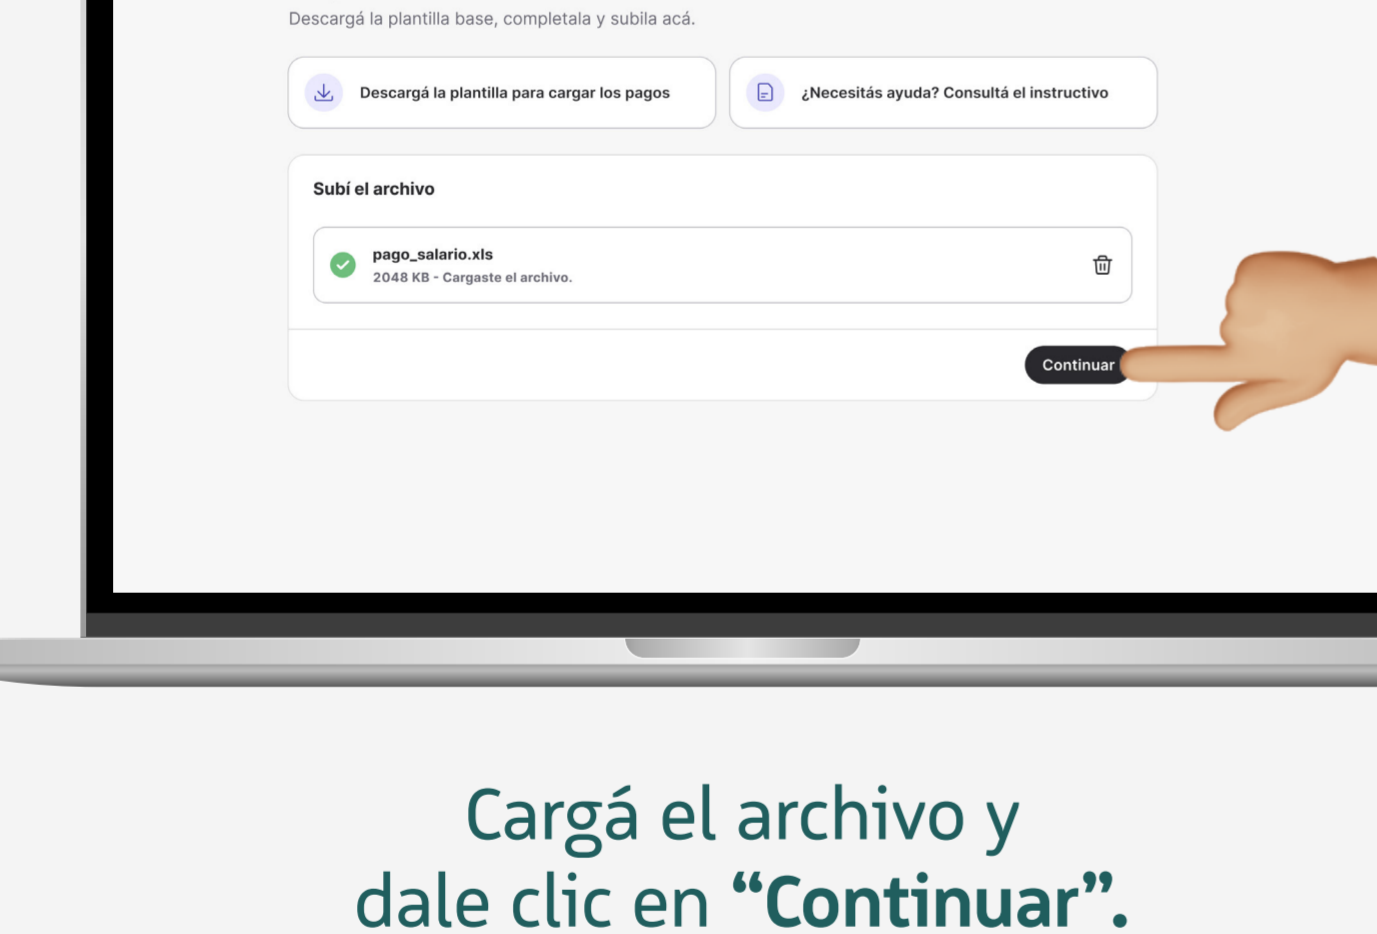 Descargá la plantilla base, completala y subila acá.
Descargá la plantilla para cargar los pagos
¿Necesitás ayuda? Consultá el instructivo
Subí el archivo
pago_salario.xls
2048 KB - Cargaste el archivo.
Continuar
Cargá el archivo y
dale clic en “Continuar”.